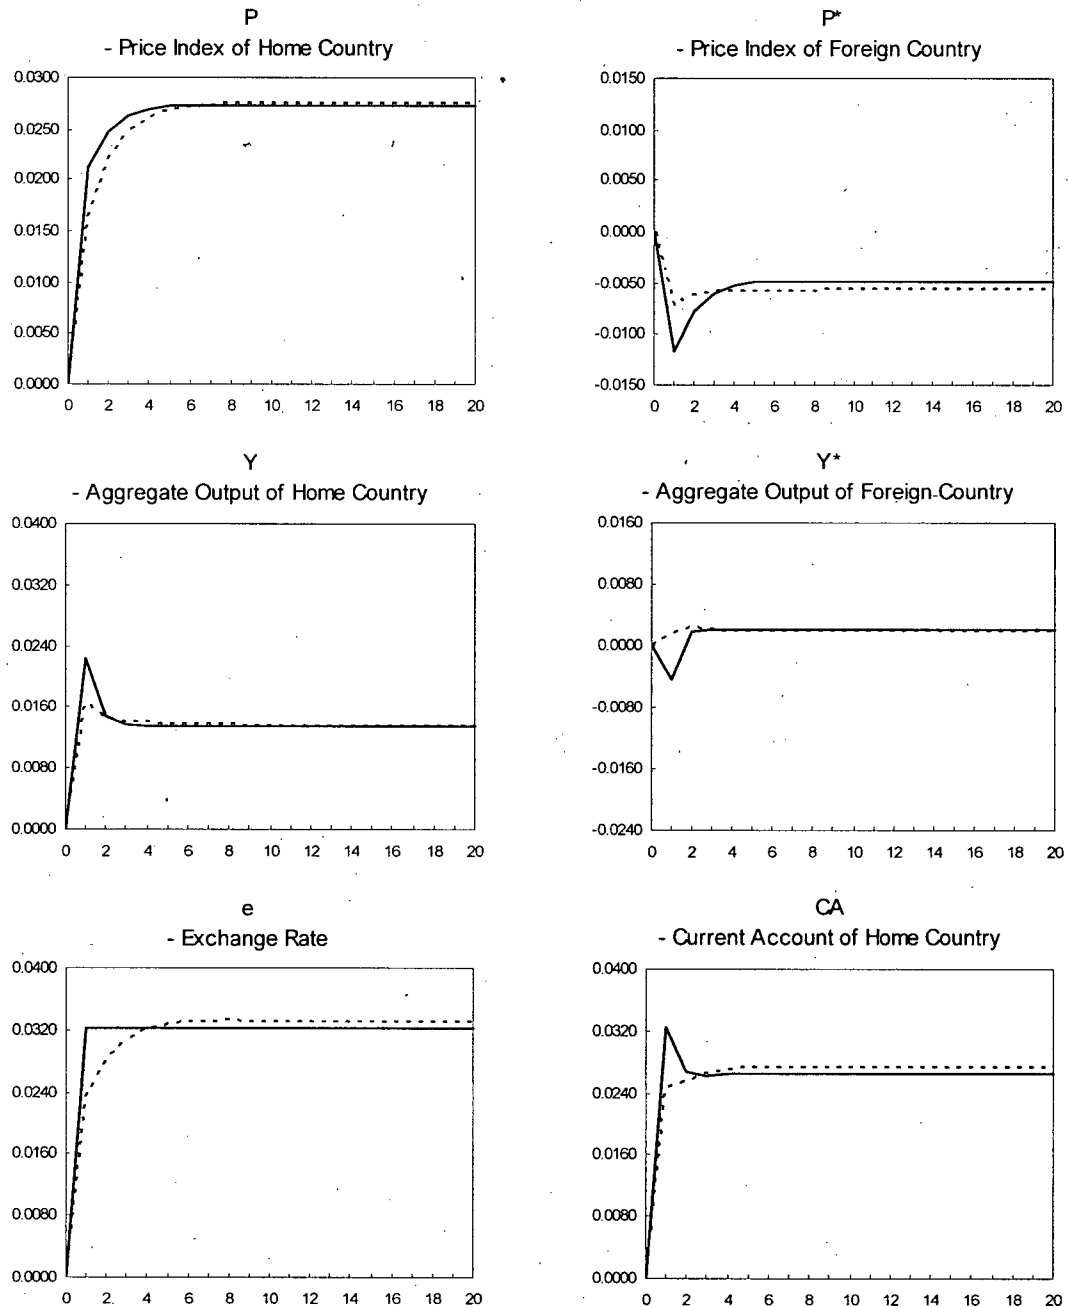 P
- Price Index of Home Country
0.0300
0.0250
0.0200
0.0150
0.0100
0.0050
0.0000
0 2 4 6 8 10 12 14 16 18 20
P*
- Price Index of Foreign Country
0.0150
0.0100
0.0050
0.0000
-0.0050
-0.0100
-0.0150
0 2 4 6 8 10 12 14 16 18 20
Y
- Aggregate Output of Home Country
0.0400
0.0320
0.0240
0.0160
0.0080
0.0000
0 2 4 6 8 10 12 14 16 18 20
Y*
- Aggregate Output of Foreign Country
0.0160
0.0080
0.0000
-0.0080
-0.0160
-0.0240
0 2 4 6 8 10 12 14 16 18 20
e
- Exchange Rate
0.0400
0.0320
0.0240
0.0160
0.0080
0.0000
0 2 4 6 8 10 12 14 16 18 20
CA
- Current Account of Home Country
0.0400
0.0320
0.0240
0.0160
0.0080
0.0000
0 2 4 6 8 10 12 14 16 18 20